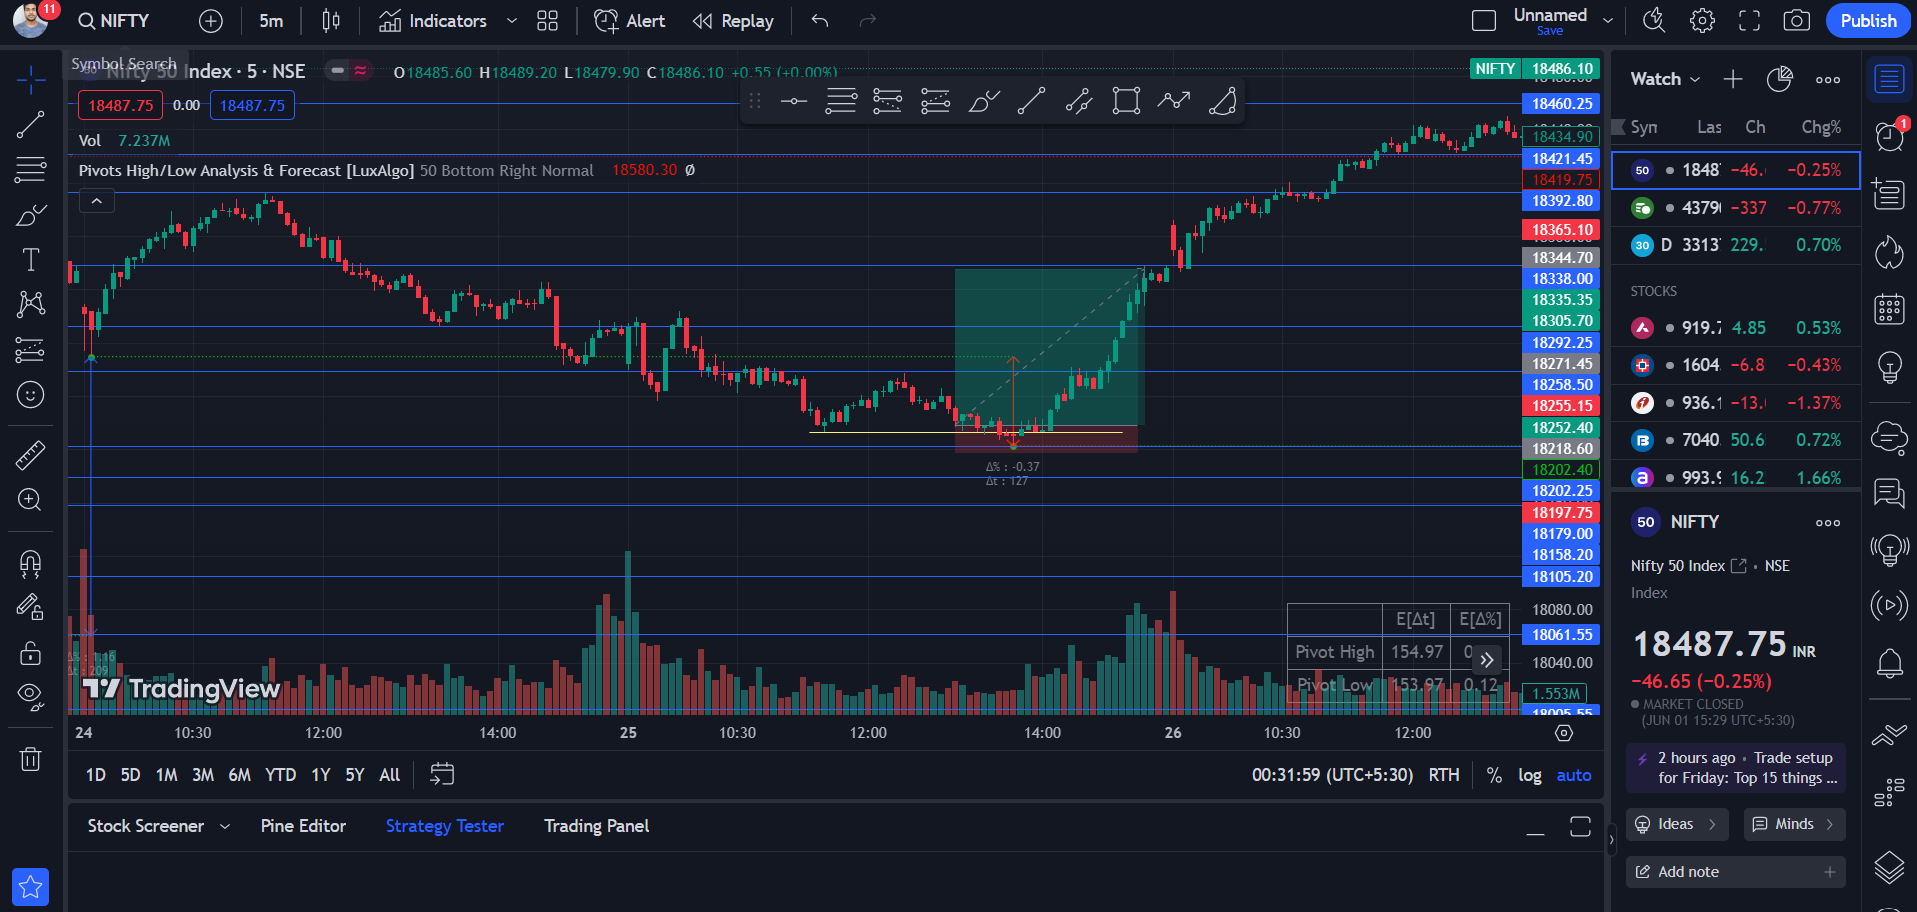 11
NIFTY
5m
Indicators
Alert
Replay
Unnamed
Save
Publish
Symbol Search
Nifty 50 Index · 5 · NSE
O18485.60 H18489.20 L18479.90 C18486.10 +0.55 (+0.00%)
18487.75 0.00 18487.75
Vol 7.237M
Pivots High/Low Analysis & Forecast [LuxAlgo] 50 Bottom Right Normal 18580.30 Ø
Δ% : -0.37
Δt : 127
Δ% : 1.16
Δt : 209
TradingView
E[Δt] E[Δ%]
Pivot High 154.97
Pivot Low 153.97 0.12
NIFTY 18486.10
18460.25
18434.90
18421.45
18419.75
18392.80
18365.10
18344.70
18338.00
18335.35
18305.70
18292.25
18271.45
18258.50
18255.15
18252.40
18218.60
18202.40
18202.25
18197.75
18179.00
18158.20
18105.20
18080.00
18061.55
18040.00
1.553M
18005.55
24 10:30 12:00 14:00 25 10:30 12:00 14:00 26 10:30 12:00
1D 5D 1M 3M 6M YTD 1Y 5Y All
00:31:59 (UTC+5:30) RTH % log auto
Stock Screener Pine Editor Strategy Tester Trading Panel
Watch
Syn Las Ch Chg%
50 1848 −46. −0.25%
4379 −337 −0.77%
30 D 3313 229. 0.70%
STOCKS
919.7 4.85 0.53%
1604. −6.8 −0.43%
936.1 −13. −1.37%
7040. 50.6 0.72%
a 993.9 16.2 1.66%
50 NIFTY
Nifty 50 Index • NSE
Index
18487.75 INR
−46.65 (−0.25%)
MARKET CLOSED
(JUN 01 15:29 UTC+5:30)
2 hours ago • Trade setup
for Friday: Top 15 things ...
Ideas
Minds
Add note
1